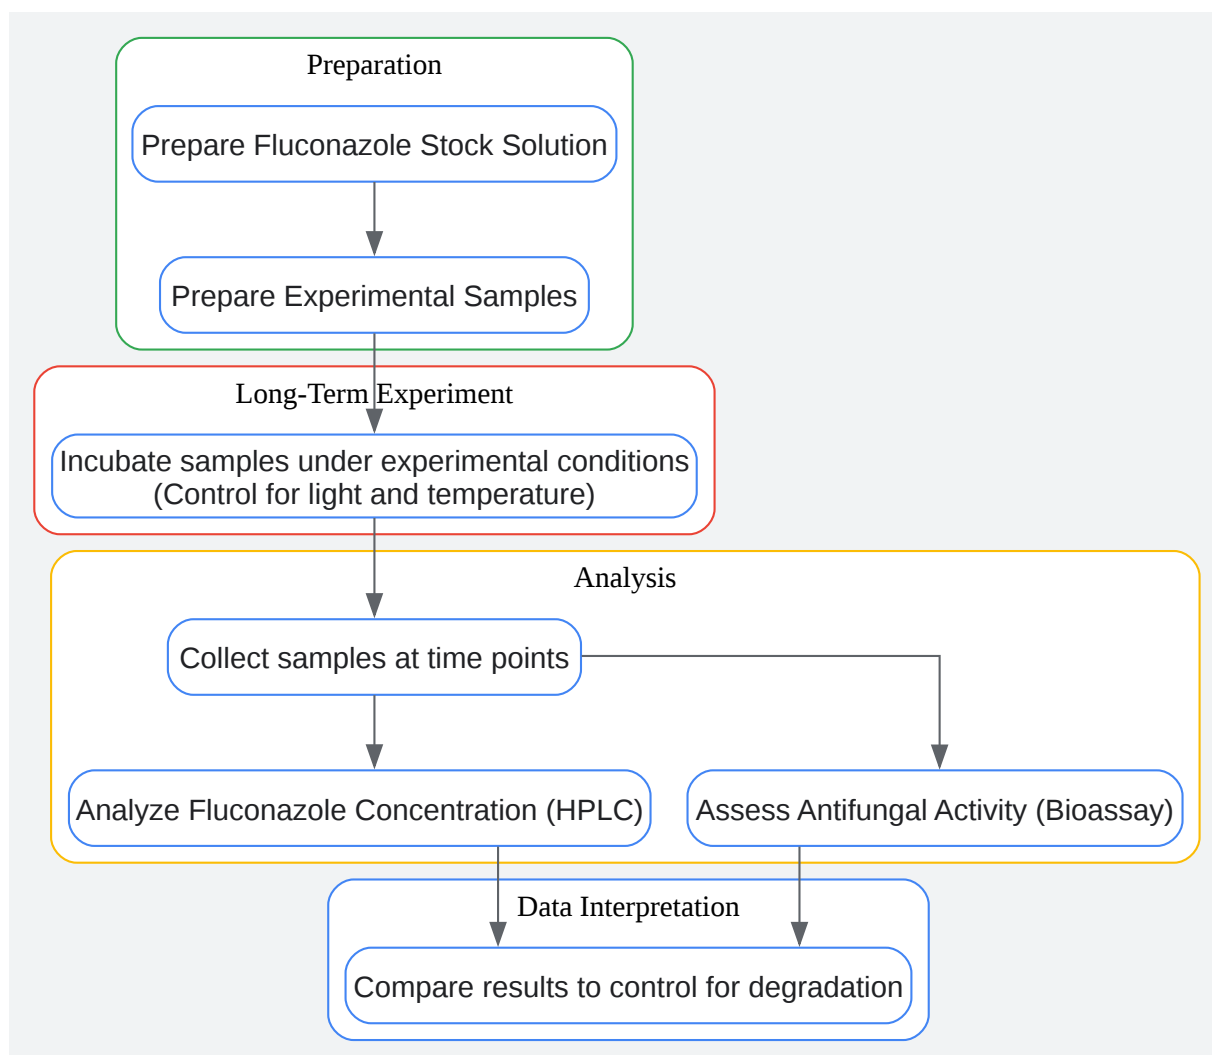 Preparation
Prepare Fluconazole Stock Solution
Prepare Experimental Samples
Long-Term Experiment
Incubate samples under experimental conditions
(Control for light and temperature)
Analysis
Collect samples at time points
Analyze Fluconazole Concentration (HPLC)
Assess Antifungal Activity (Bioassay)
Data Interpretation
Compare results to control for degradation